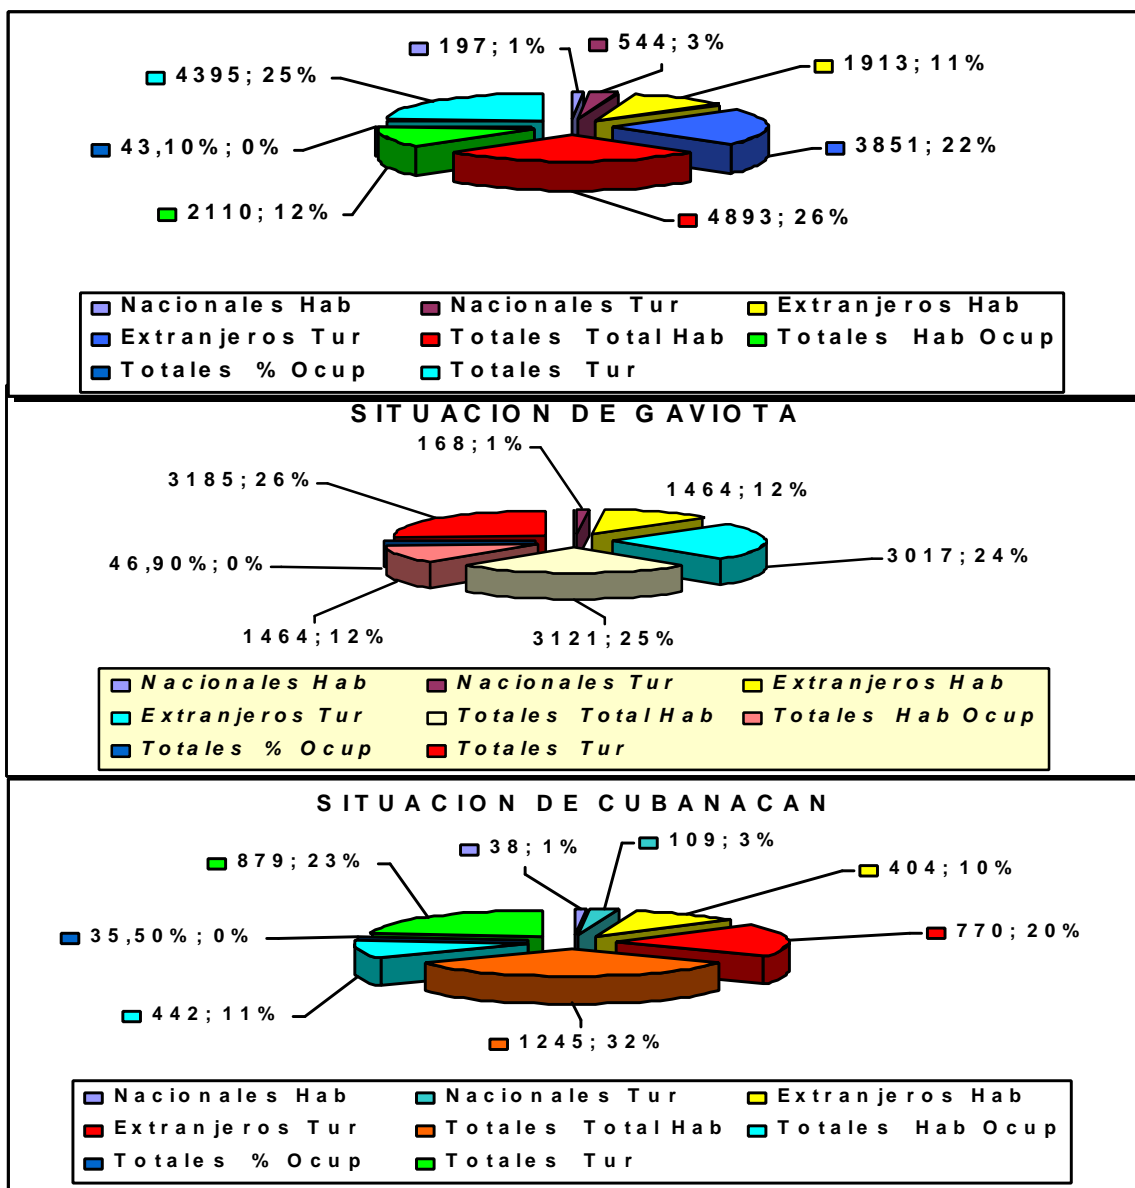 197; 1%
544; 3%
1913; 11%
4395; 25%
43,10%; 0%
3851; 22%
2110; 12%
4893; 26%
Nacionales Hab
Nacionales Tur
Extranjeros Hab
Extranjeros Tur
Totales Total Hab
Totales Hab Ocup
Totales % Ocup
Totales Tur
SITUACION DE GAVIOTA
168; 1%
3185; 26%
1464; 12%
46,90%; 0%
3017; 24%
1464; 12%
3121; 25%
Nacionales Hab
Nacionales Tur
Extranjeros Hab
Extranjeros Tur
Totales Total Hab
Totales Hab Ocup
Totales % Ocup
Totales Tur
SITUACION DE CUBANACAN
38; 1%
109; 3%
879; 23%
404; 10%
35,50%; 0%
770; 20%
442; 11%
1245; 32%
Nacionales Hab
Nacionales Tur
Extranjeros Hab
Extranjeros Tur
Totales Total Hab
Totales Hab Ocup
Totales % Ocup
Totales Tur